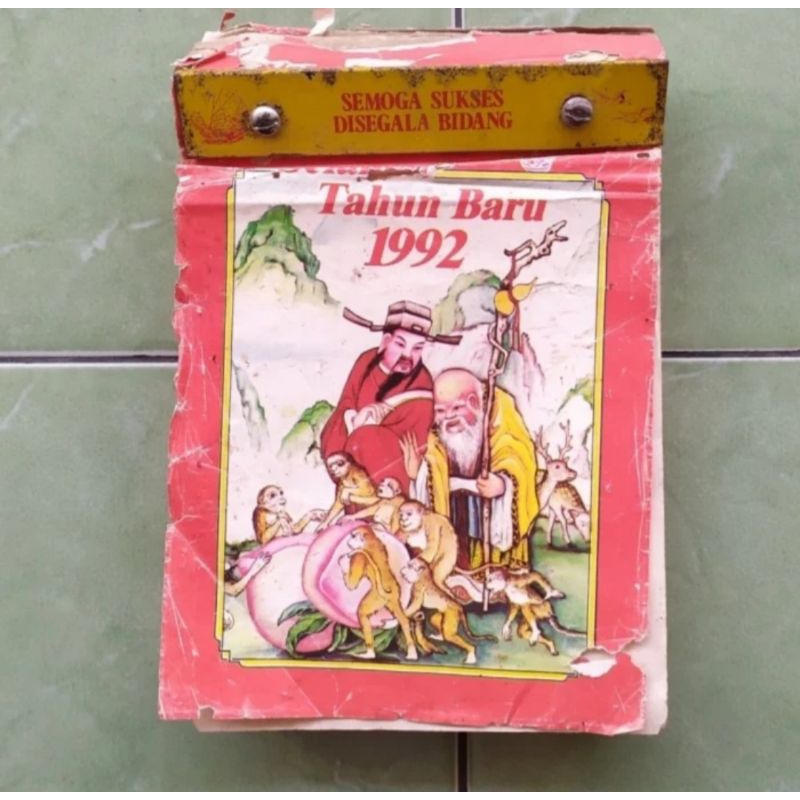 SEMOGA SUKSES
DISEGALA BIDANG
Tahun Baru
1992